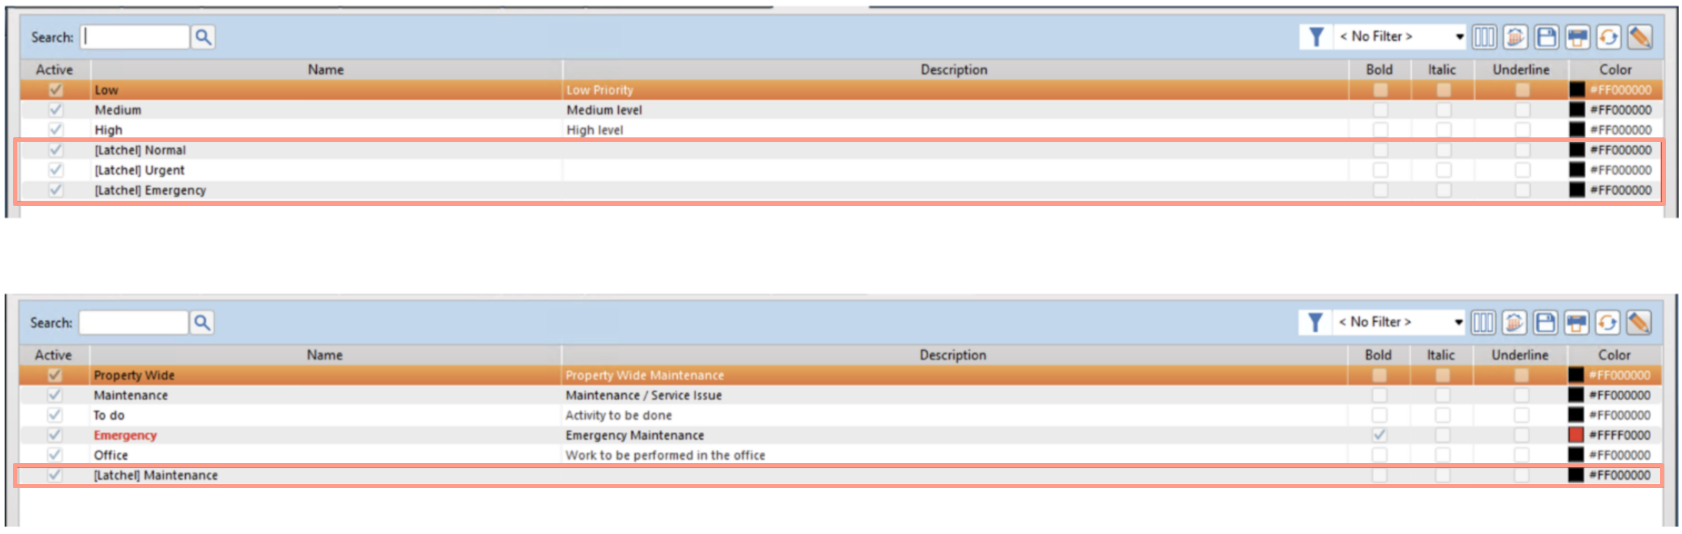 Search: < No Filter >
Active Name Description Bold Italic Underline Color
Low Low Priority #FF000000
Medium Medium level #FF000000
High High level #FF000000
[Latchel] Normal #FF000000
[Latchel] Urgent #FF000000
[Latchel] Emergency #FF000000
Search: < No Filter >
Active Name Description Bold Italic Underline Color
Property Wide Property Wide Maintenance #FF000000
Maintenance Maintenance / Service Issue #FF000000
To do Activity to be done #FF000000
Emergency Emergency Maintenance #FFFF0000
Office Work to be performed in the office #FF000000
[Latchel] Maintenance #FF000000